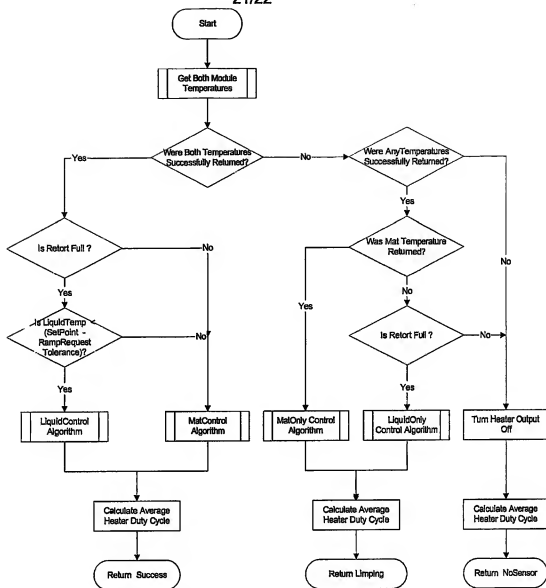 21/22
Start
Get Both Module
Temperatures
Were Both Temperatures
Successfully Returned?
Yes
No
Were AnyTemperatures
Successfully Returned?
Yes
No
Is Retort Full ?
No
Yes
Was Mat Temperature
Returned?
Yes
No
Is LiquidTemp <
(SetPoint -
RampRequest
Tolerance)?
No
Yes
Is Retort Full ?
No
Yes
LiquidControl
Algorithm
MatControl
Algorithm
MatOnly Control
Algorithm
LiquidOnly
Control Algorithm
Turn Heater Output
Off
Calculate Average
Heater Duty Cycle
Calculate Average
Heater Duty Cycle
Calculate Average
Heater Duty Cycle
Return Success
Return Limping
Return NoSensor